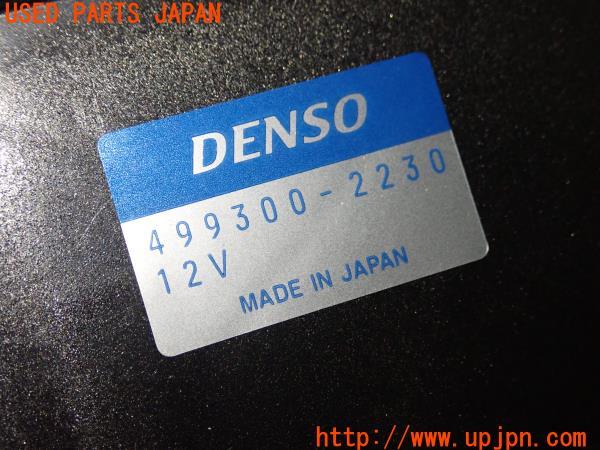 USED PARTS JAPAN
DENSO
499300-2230
12V
MADE IN JAPAN
http://www.upjpn.com